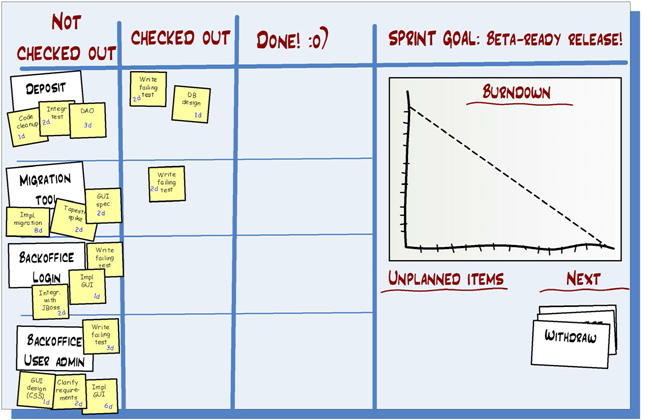 NOT
CHECKED OUT
CHECKED OUT
DONE! :o)
SPRINT GOAL: BETA-READY RELEASE!
DEPOSIT
Code
cleanup
1d
Integr.
test
2d
DAO
3d
Write
failing
test
2d
DB
design
1d
MIGRATION
TOOL
Impl.
migration
8d
Tapestry
spike
2d
GUI
spec
2d
Write
failing
test
2d
BACKOFFICE
LOGIN
Write
failing
test
Integr.
with
JBoss
2d
Impl
GUI
1d
BACKOFFICE
USER ADMIN
Write
failing
test
3d
GUI
design
(CSS)
1d
Clarify
require-
ments
2d
Impl
GUI
6d
BURNDOWN
UNPLANNED ITEMS
NEXT
WITHDRAW